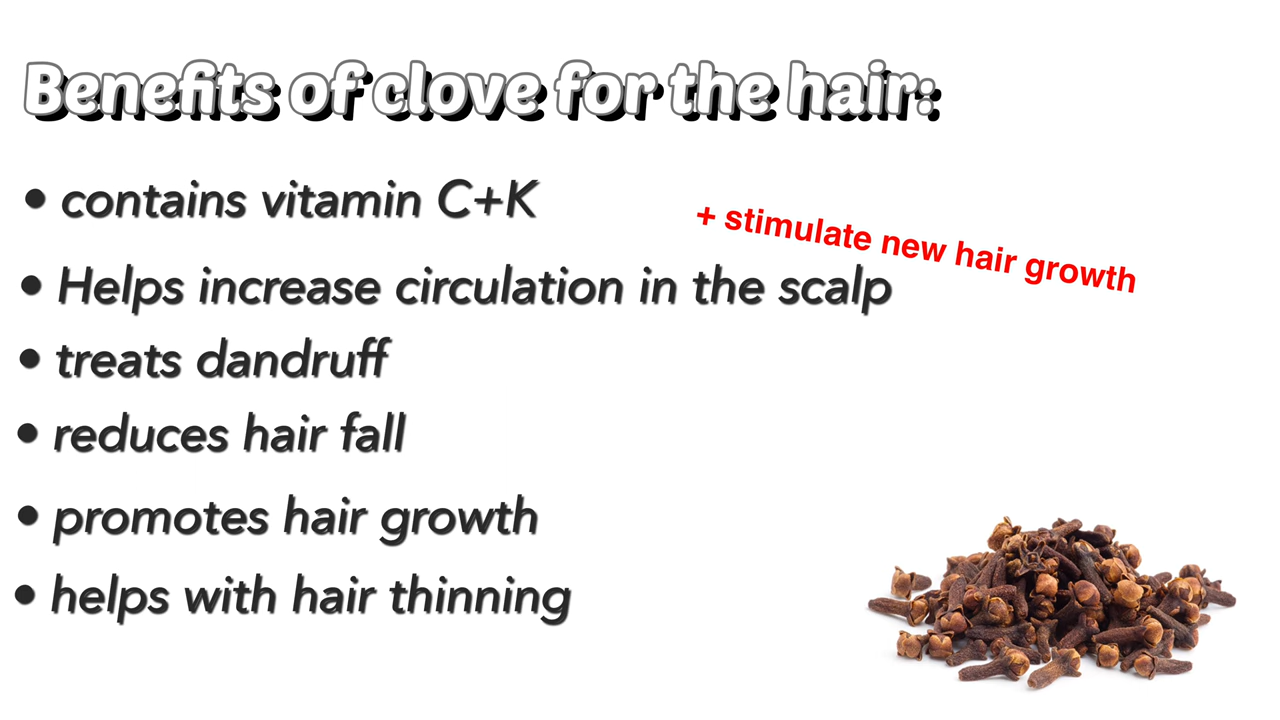 Benefits of clove for the hair:
• contains vitamin C+K
+ stimulate new hair growth
• Helps increase circulation in the scalp
• treats dandruff
• reduces hair fall
• promotes hair growth
• helps with hair thinning